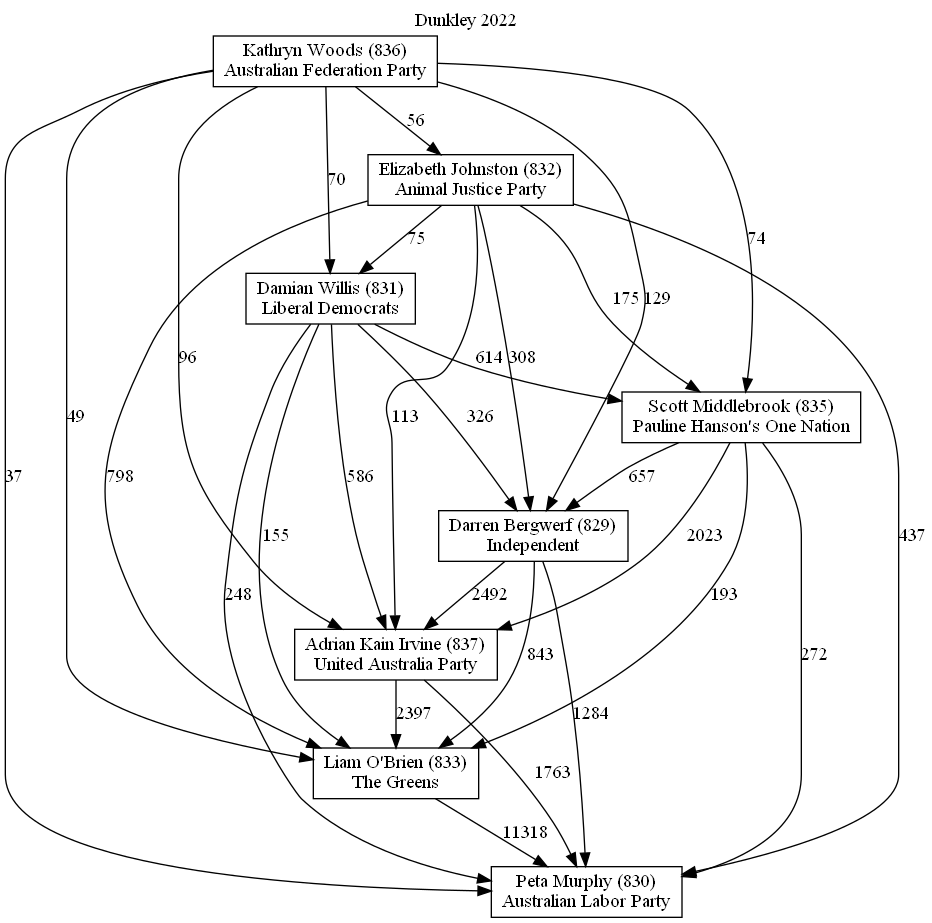 Dunkley 2022
Kathryn Woods (836)
Australian Federation Party
56
Elizabeth Johnston (832)
Animal Justice Party
70
75
74
Damian Willis (831)
Liberal Democrats
175
129
96
614
308
49
113
326
Scott Middlebrook (835)
Pauline Hanson's One Nation
37
798
586
657
Darren Bergwerf (829)
Independent
155
2023
437
248
2492
193
Adrian Kain Irvine (837)
United Australia Party
843
272
2397
1284
Liam O'Brien (833)
The Greens
1763
11318
Peta Murphy (830)
Australian Labor Party